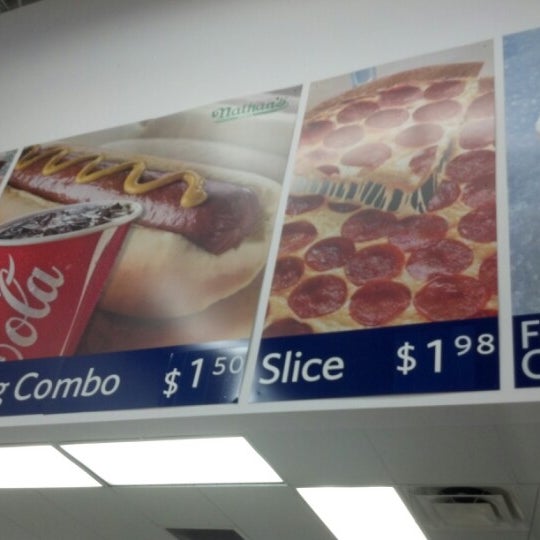 Nathan's
Cola
g Combo $1 50
Slice $1 98
F
C